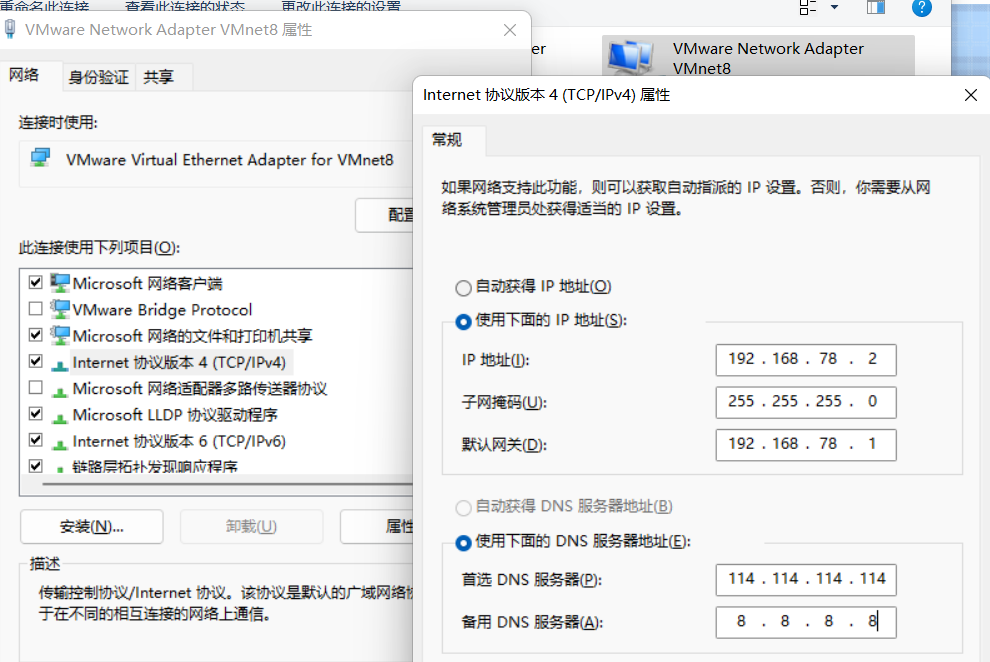 重命名此连接 查看此连接的状态 更改此连接的设置
VMware Network Adapter VMnet8 属性
网络 身份验证 共享
连接时使用:
VMware Virtual Ethernet Adapter for VMnet8
配置
此连接使用下列项目(O):
Microsoft 网络客户端
VMware Bridge Protocol
Microsoft 网络的文件和打印机共享
Internet 协议版本 4 (TCP/IPv4)
Microsoft 网络适配器多路传送器协议
Microsoft LLDP 协议驱动程序
Internet 协议版本 6 (TCP/IPv6)
链路层拓扑发现响应程序
安装(N)... 卸载(U) 属性
描述
传输控制协议/Internet 协议。该协议是默认的广域网络协
于在不同的相互连接的网络上通信。
er
VMware Network Adapter
VMnet8
Internet 协议版本 4 (TCP/IPv4) 属性
常规
如果网络支持此功能，则可以获取自动指派的 IP 设置。否则，你需要从网
络系统管理员处获得适当的 IP 设置。
自动获得 IP 地址(O)
使用下面的 IP 地址(S):
IP 地址(I): 192 . 168 . 78 . 2
子网掩码(U): 255 . 255 . 255 . 0
默认网关(D): 192 . 168 . 78 . 1
自动获得 DNS 服务器地址(B)
使用下面的 DNS 服务器地址(E):
首选 DNS 服务器(P): 114 . 114 . 114 . 114
备用 DNS 服务器(A): 8 . 8 . 8 . 8